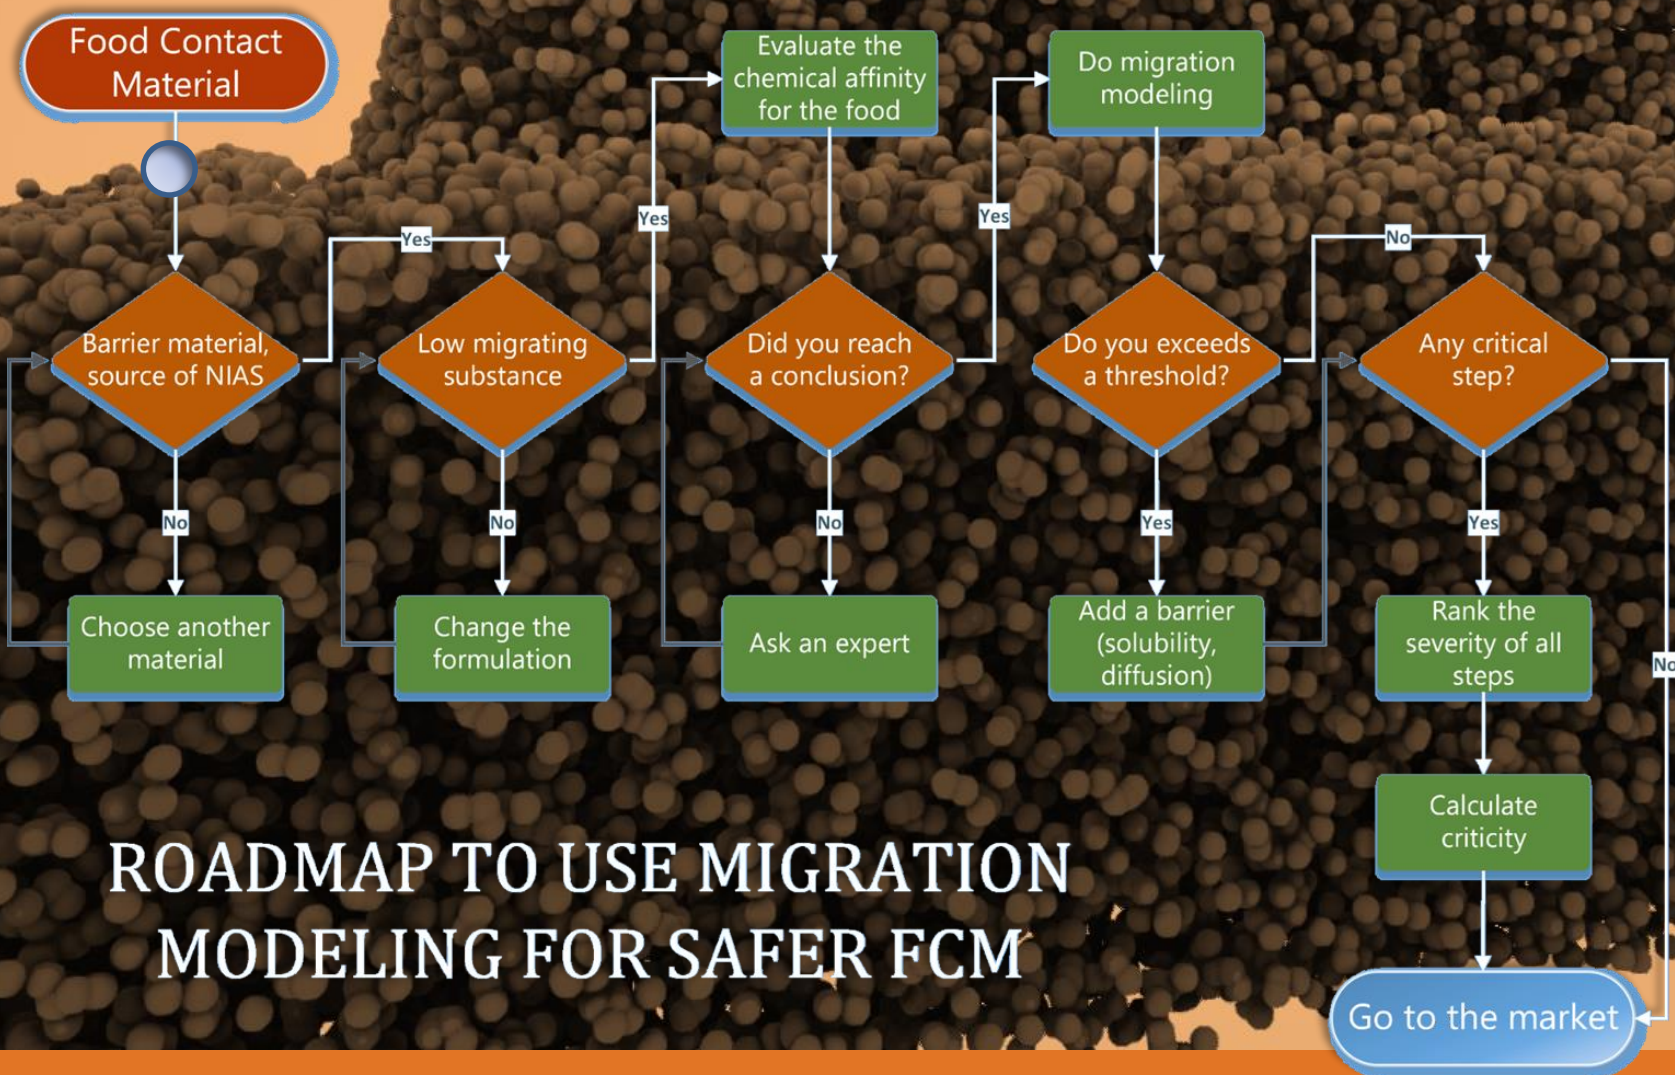 Food Contact
Material
Evaluate the
chemical affinity
for the food
Do migration
modeling
Yes
Yes
Yes
No
Barrier material,
source of NIAS
Low migrating
substance
Did you reach
a conclusion?
Do you exceeds
a threshold?
Any critical
step?
No
No
No
Yes
Yes
No
Choose another
material
Change the
formulation
Ask an expert
Add a barrier
(solubility,
diffusion)
Rank the
severity of all
steps
Calculate
criticity
ROADMAP TO USE MIGRATION
MODELING FOR SAFER FCM
Go to the market